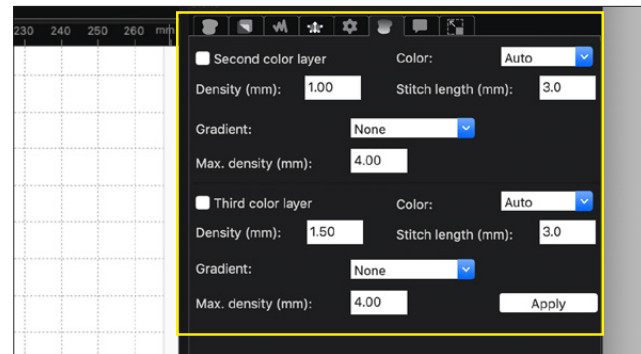 230 240 250 260 mm
Second color layer Color: Auto
Density (mm): 1.00 Stitch length (mm): 3.0
Gradient: None
Max. density (mm): 4.00
Third color layer Color: Auto
Density (mm): 1.50 Stitch length (mm): 3.0
Gradient: None
Max. density (mm): 4.00 Apply